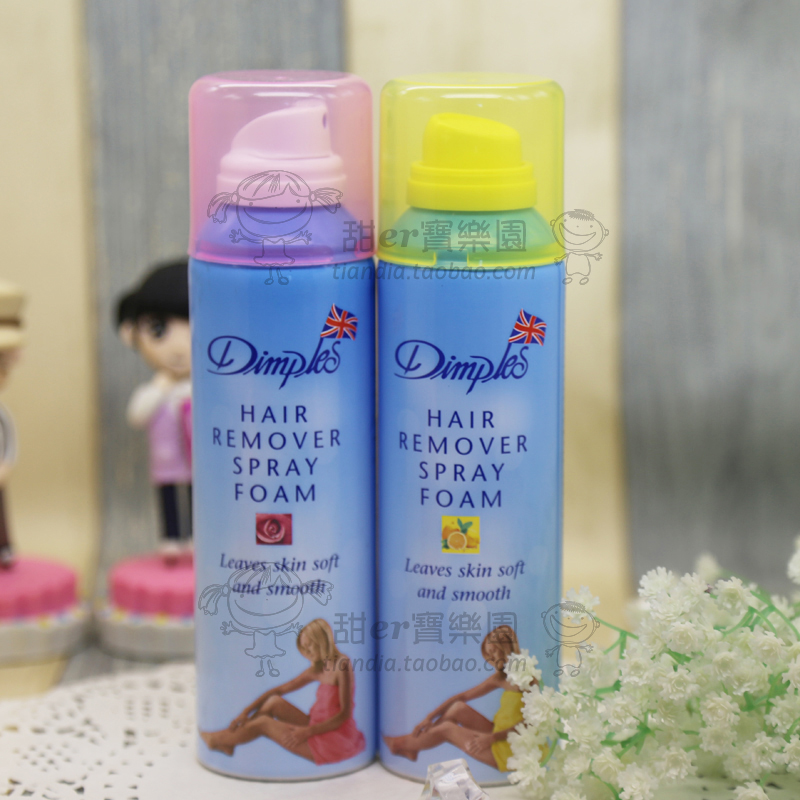 Dimples
HAIR
REMOVER
SPRAY
FOAM
Leaves skin soft
and smooth
Dimples
HAIR
REMOVER
SPRAY
FOAM
Leaves skin soft
and smooth
甜er寶樂園
tiandia.taobao.com
甜er寶樂園
tiandia.taobao.com